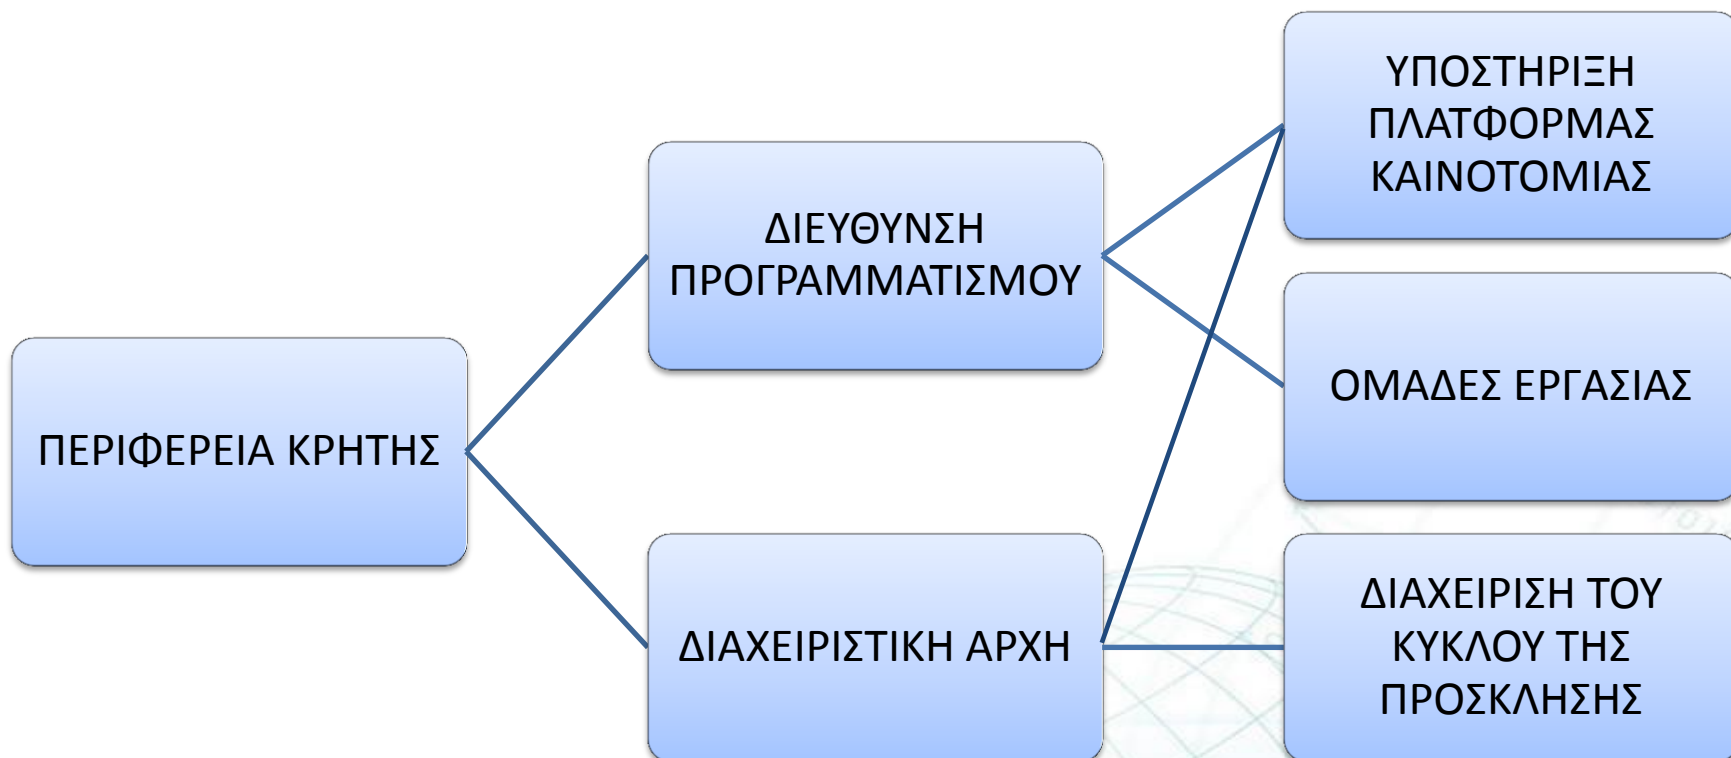 ΠΕΡΙΦΕΡΕΙΑ ΚΡΗΤΗΣ
ΔΙΕΥΘΥΝΣΗ
ΠΡΟΓΡΑΜΜΑΤΙΣΜΟΥ
ΔΙΑΧΕΙΡΙΣΤΙΚΗ ΑΡΧΗ
ΥΠΟΣΤΗΡΙΞΗ
ΠΛΑΤΦΟΡΜΑΣ
ΚΑΙΝΟΤΟΜΙΑΣ
ΟΜΑΔΕΣ ΕΡΓΑΣΙΑΣ
ΔΙΑΧΕΙΡΙΣΗ ΤΟΥ
ΚΥΚΛΟΥ ΤΗΣ
ΠΡΟΣΚΛΗΣΗΣ